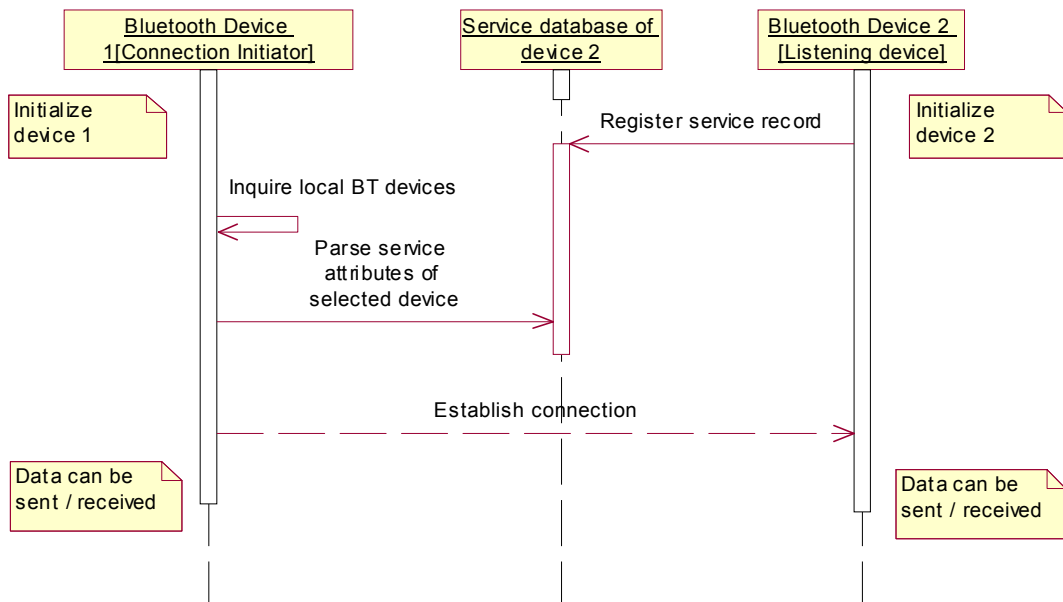 Bluetooth Device
1[Connection Initiator]
Service database of
device 2
Bluetooth Device 2
[Listening device]
Initialize
device 1
Initialize
device 2
Register service record
Inquire local BT devices
Parse service
attributes of
selected device
Establish connection
Data can be
sent / received
Data can be
sent / received